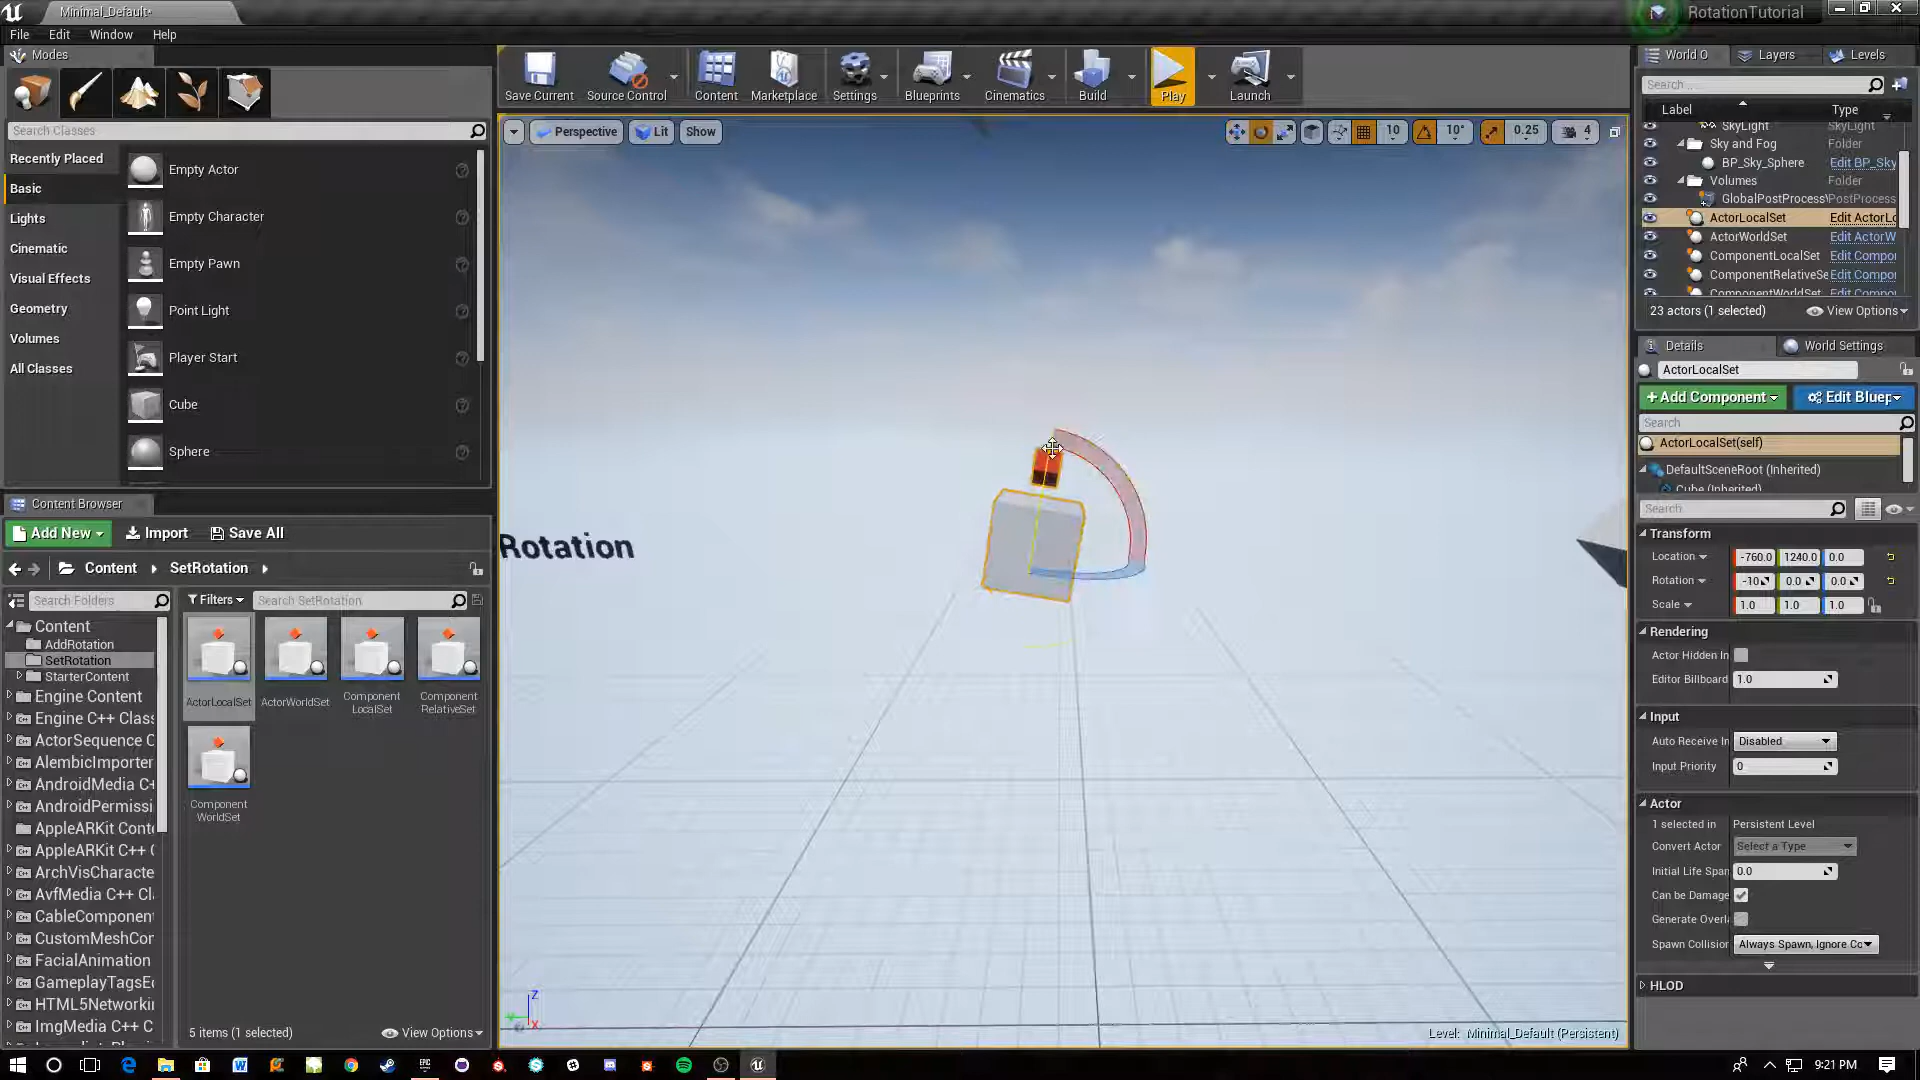 Minimal_Default•
RotationTutorial
File Edit Window Help
Modes
Search Classes
Recently Placed
Basic
Lights
Cinematic
Visual Effects
Geometry
Volumes
All Classes
Empty Actor
Empty Character
Empty Pawn
Point Light
Player Start
Cube
Sphere
Save Current Source Control Content Marketplace Settings Blueprints Cinematics Build Play Launch
Perspective Lit Show
10 10° 0.25 4
Rotation
Z
X
Level: Minimal_Default (Persistent)
Content Browser
Add New Import Save All
Content SetRotation
Search Folders
Filters Search SetRotation
Content
AddRotation
SetRotation
StarterContent
Engine Content
Engine C++ Class
ActorSequence C
AlembicImporter
AndroidMedia C+
AndroidPermissi
AppleARKit Conte
AppleARKit C++ C
ArchVisCharacte
AvfMedia C++ Cl
CableComponent
CustomMeshCon
FacialAnimation
GameplayTagsEd
HTML5Networkin
ImgMedia C++ C
ActorLocalSet
ActorWorldSet
Component LocalSet
Component RelativeSet
Component WorldSet
5 items (1 selected) View Options
World O Layers Levels
Search...
Label Type
SkyLight SkyLight
Sky and Fog Folder
BP_Sky_Sphere Edit BP_Sky
Volumes Folder
GlobalPostProcess PostProcess
ActorLocalSet Edit ActorLo
ActorWorldSet Edit ActorW
ComponentLocalSet Edit Compor
ComponentRelativeSe Edit Compor
ComponentWorldSet Edit Compor
23 actors (1 selected) View Options
Details World Settings
ActorLocalSet
+Add Component Edit Bluep
Search
ActorLocalSet(self)
DefaultSceneRoot (Inherited)
Cube (Inherited)
Search
Transform
Location -760.0 1240.0 0.0
Rotation -10 0.0 0.0
Scale 1.0 1.0 1.0
Rendering
Actor Hidden In
Editor Billboard 1.0
Input
Auto Receive In Disabled
Input Priority 0
Actor
1 selected in Persistent Level
Convert Actor Select a Type
Initial Life Span 0.0
Can be Damage
Generate Overl
Spawn Collision Always Spawn, Ignore Co
HLOD
9:21 PM